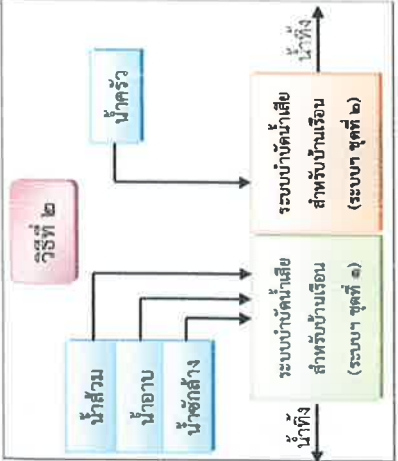 วิธีที่ ๒
น้ำส้วม
น้ำอาบ
น้ำซักล้าง
น้ำครัว
ระบบบำบัดน้ำเสีย
สำหรับบ้านเรือน
(ระบบฯ ชุดที่ ๑)
ระบบบำบัดน้ำเสีย
สำหรับบ้านเรือน
(ระบบฯ ชุดที่ ๒)
น้ำทิ้ง
น้ำทิ้ง